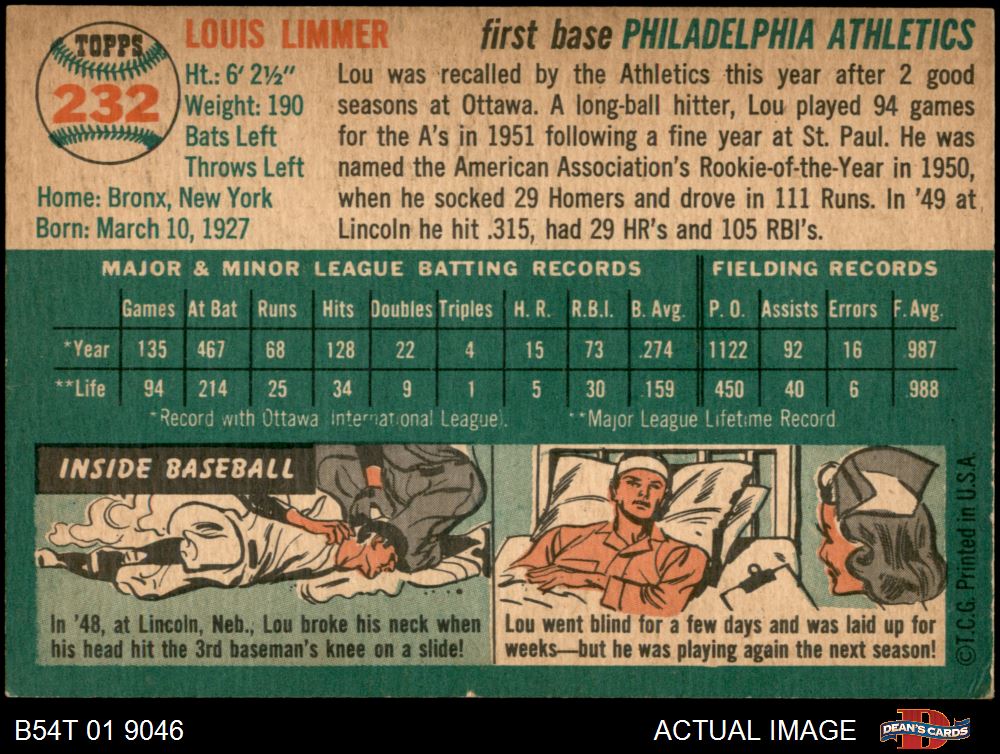 TOPPS
232
LOUIS LIMMER
first base PHILADELPHIA ATHLETICS
Ht.: 6' 2½"
Weight: 190
Bats Left
Throws Left
Home: Bronx, New York
Born: March 10, 1927
Lou was recalled by the Athletics this year after 2 good
seasons at Ottawa. A long-ball hitter, Lou played 94 games
for the A's in 1951 following a fine year at St. Paul. He was
named the American Association's Rookie-of-the-Year in 1950,
when he socked 29 Homers and drove in 111 Runs. In '49 at
Lincoln he hit .315, had 29 HR's and 105 RBI's.
MAJOR & MINOR LEAGUE BATTING RECORDS FIELDING RECORDS
Games At Bat Runs Hits Doubles Triples H. R. R.B.I. B. Avg. P. O. Assists Errors F. Avg.
*Year 135 467 68 128 22 4 15 73 .274 1122 92 16 .987
**Life 94 214 25 34 9 1 5 30 .159 450 40 6 .988
*Record with Ottawa International League). **Major League Lifetime Record
INSIDE BASEBALL
In '48, at Lincoln, Neb., Lou broke his neck when
his head hit the 3rd baseman's knee on a slide!
Lou went blind for a few days and was laid up for
weeks—but he was playing again the next season!
©T.C.G. Printed in U.S.A.
B54T 01 9046
ACTUAL IMAGE
D
DEAN'S CARDS